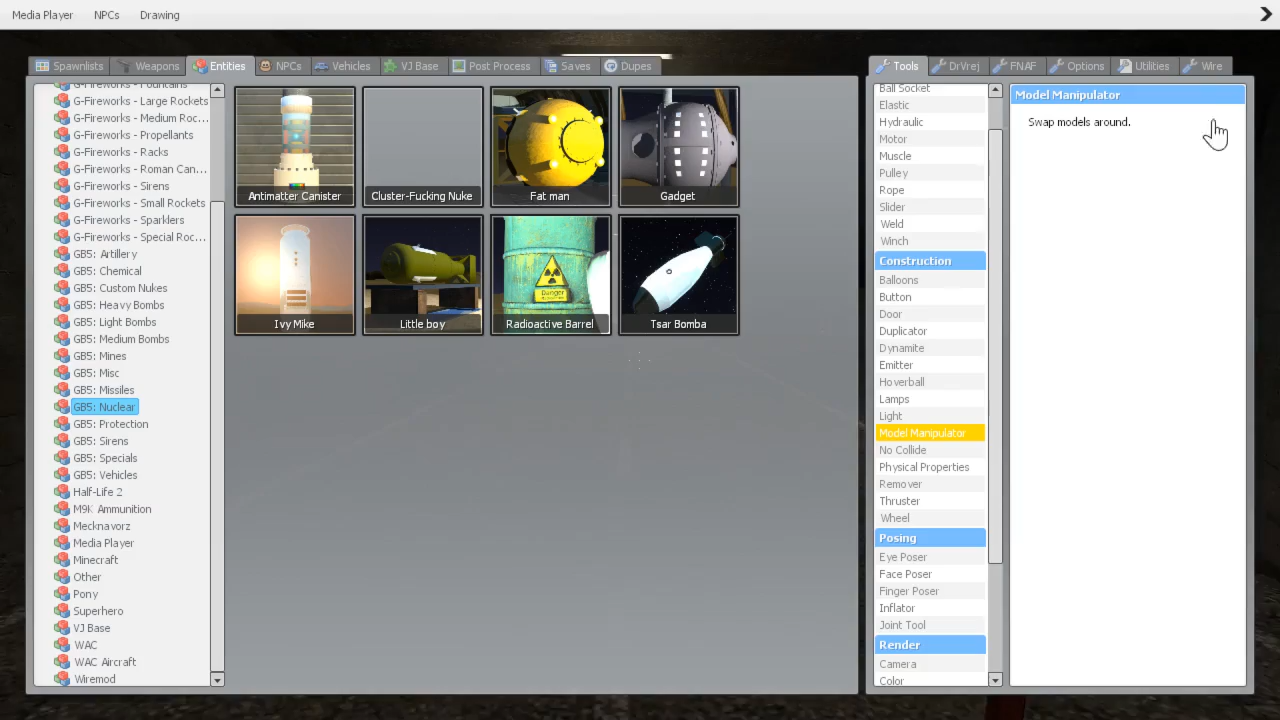 Media Player NPCs Drawing
Spawnlists Weapons Entities NPCs Vehicles VJ Base Post Process Saves Dupes
G-Fireworks - Fountains
G-Fireworks - Large Rockets
G-Fireworks - Medium Roc...
G-Fireworks - Propellants
G-Fireworks - Racks
G-Fireworks - Roman Can...
G-Fireworks - Sirens
G-Fireworks - Small Rockets
G-Fireworks - Sparklers
G-Fireworks - Special Roc...
GB5: Artillery
GB5: Chemical
GB5: Custom Nukes
GB5: Heavy Bombs
GB5: Light Bombs
GB5: Medium Bombs
GB5: Mines
GB5: Misc
GB5: Missiles
GB5: Nuclear
GB5: Protection
GB5: Sirens
GB5: Specials
GB5: Vehicles
Half-Life 2
M9K Ammunition
Mecknavorz
Media Player
Minecraft
Other
Pony
Superhero
VJ Base
WAC
WAC Aircraft
Wiremod
Antimatter Canister
Cluster-Fucking Nuke
Fat man
Gadget
Ivy Mike
Little boy
Danger
Radioactive Barrel
Tsar Bomba
Tools DrVrej FNAF Options Utilities Wire
Ball Socket
Elastic
Hydraulic
Motor
Muscle
Pulley
Rope
Slider
Weld
Winch
Construction
Balloons
Button
Door
Duplicator
Dynamite
Emitter
Hoverball
Lamps
Light
Model Manipulator
No Collide
Physical Properties
Remover
Thruster
Wheel
Posing
Eye Poser
Face Poser
Finger Poser
Inflator
Joint Tool
Render
Camera
Color
Model Manipulator
Swap models around.